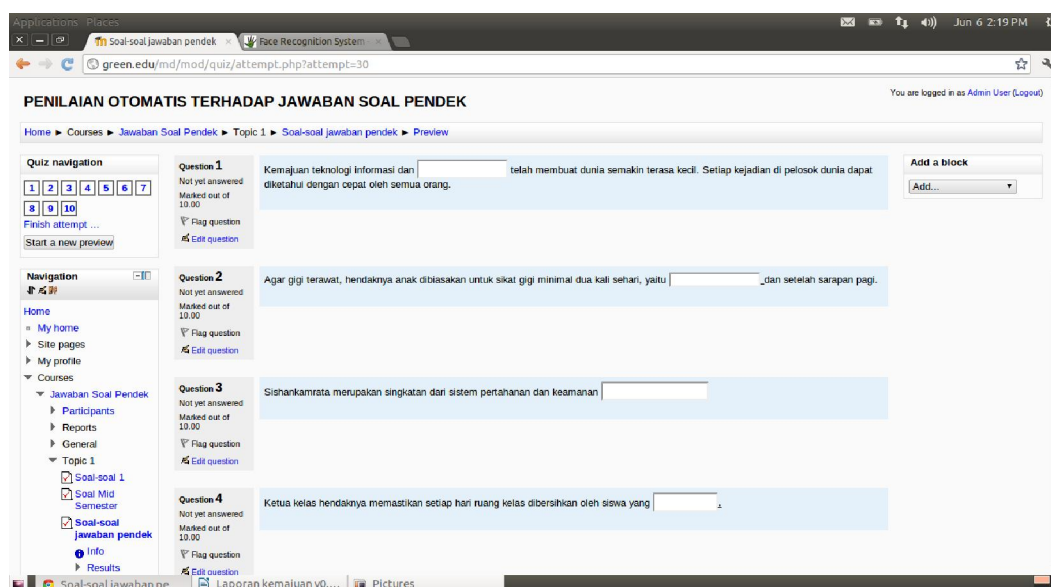 Applications Places
Jun 6 2:19 PM
Soal-soal jawaban pendek
Face Recognition System
green.edu/md/mod/quiz/attempt.php?attempt=30
PENILAIAN OTOMATIS TERHADAP JAWABAN SOAL PENDEK
You are logged in as Admin User (Logout)
Home ► Courses ► Jawaban Soal Pendek ► Topic 1 ► Soal-soal jawaban pendek ► Preview
Quiz navigation
1 2 3 4 5 6 7
8 9 10
Finish attempt ...
Start a new preview
Navigation
Home
My home
Site pages
My profile
Courses
Jawaban Soal Pendek
Participants
Reports
General
Topic 1
Soal-soal 1
Soal Mid
Semester
Soal-soal
jawaban pendek
Info
Results
Question 1
Not yet answered
Marked out of
10.00
Flag question
Edit question
Kemajuan teknologi informasi dan telah membuat dunia semakin terasa kecil. Setiap kejadian di pelosok dunia dapat
diketahui dengan cepat oleh semua orang.
Question 2
Not yet answered
Marked out of
10.00
Flag question
Edit question
Agar gigi terawat, hendaknya anak dibiasakan untuk sikat gigi minimal dua kali sehari, yaitu _dan setelah sarapan pagi.
Question 3
Not yet answered
Marked out of
10.00
Flag question
Edit question
Sishankamrata merupakan singkatan dari sistem pertahanan dan keamanan
Question 4
Not yet answered
Marked out of
10.00
Flag question
Edit question
Ketua kelas hendaknya memastikan setiap hari ruang kelas dibersihkan oleh siswa yang .
Add a block
Add...
Soal-soal jawaban pe...
Laporan kemajuan v0....
Pictures